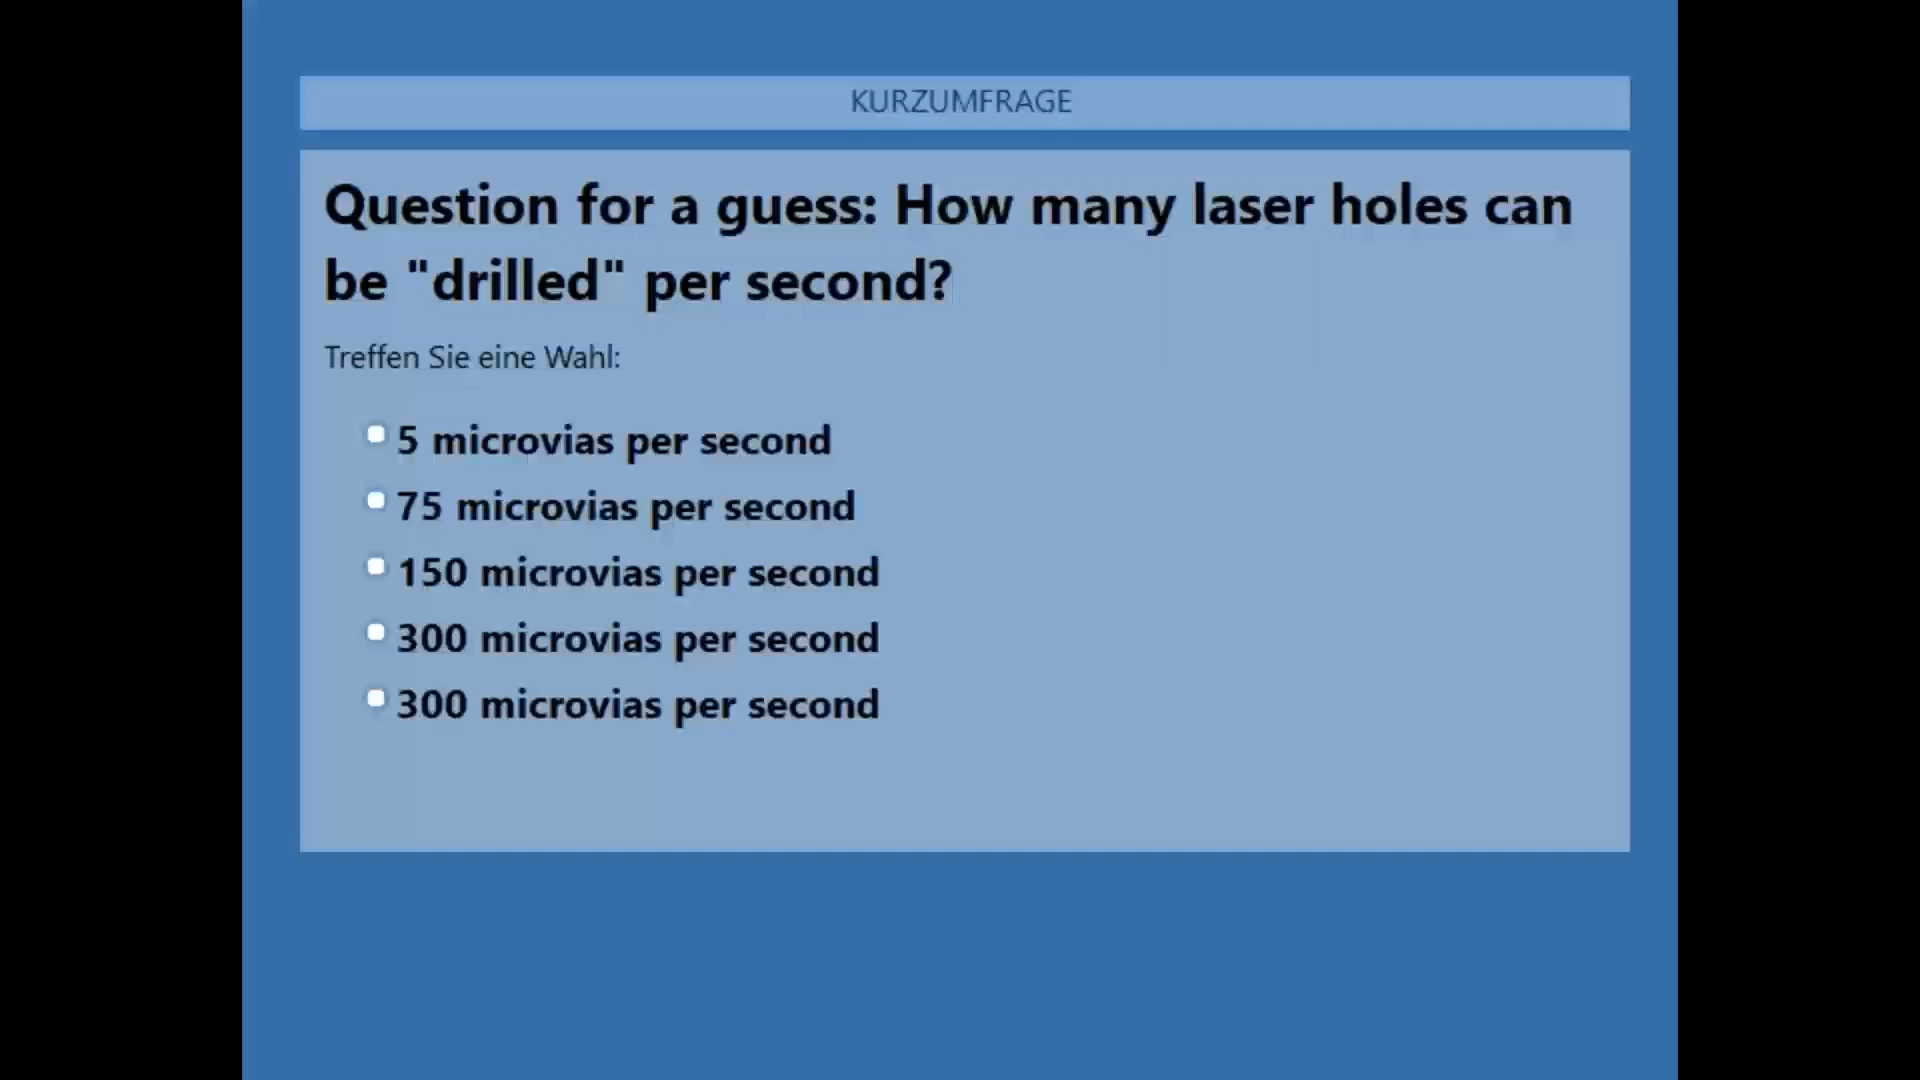 KURZUMFRAGE
Question for a guess: How many laser holes can
be "drilled" per second?
Treffen Sie eine Wahl:
5 microvias per second
75 microvias per second
150 microvias per second
300 microvias per second
300 microvias per second